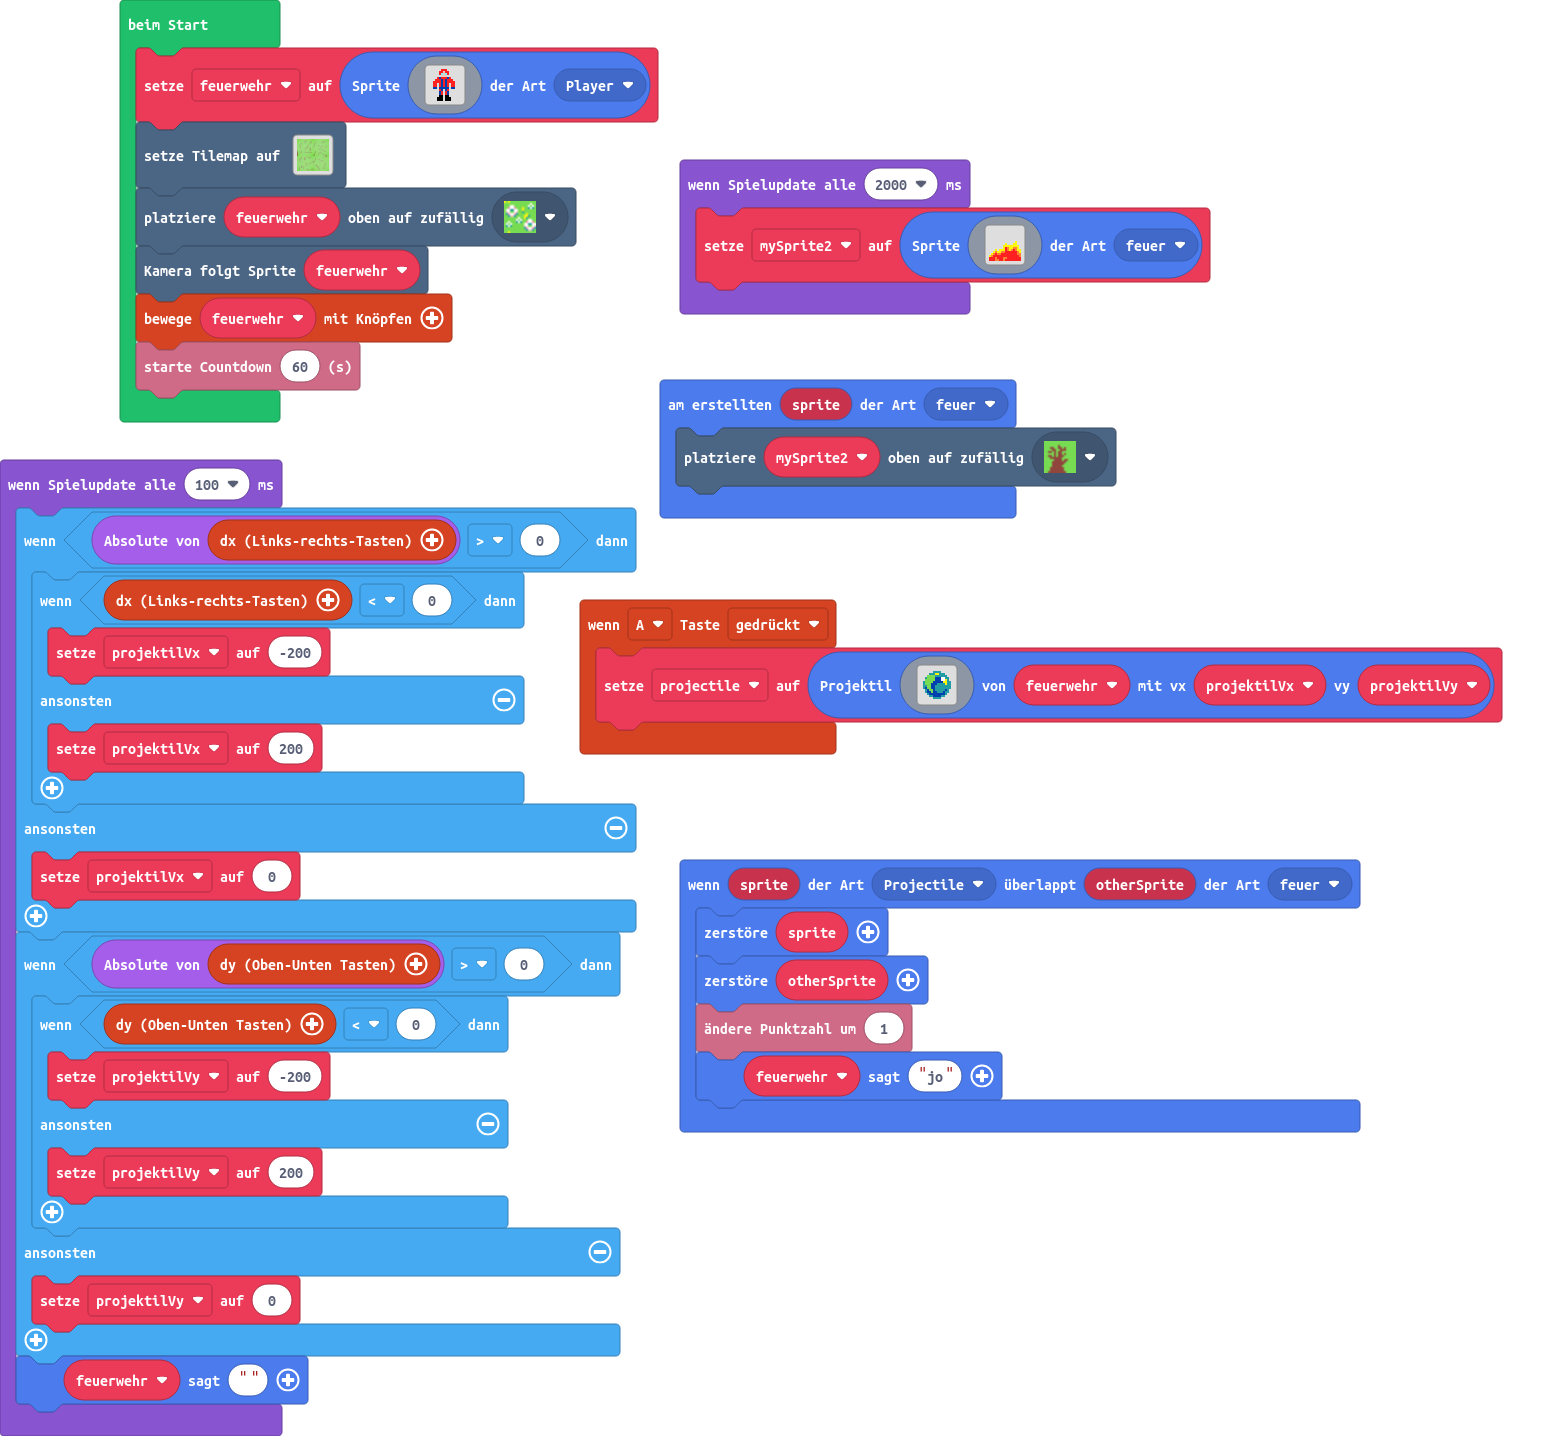 beim Start
setze feuerwehr auf Sprite der Art Player
setze Tilemap auf
platziere feuerwehr oben auf zufällig
Kamera folgt Sprite feuerwehr
bewege feuerwehr mit Knöpfen
starte Countdown 60 (s)
wenn Spielupdate alle 2000 ms
setze mySprite2 auf Sprite der Art feuer
am erstellten sprite der Art feuer
platziere mySprite2 oben auf zufällig
wenn Spielupdate alle 100 ms
wenn Absolute von dx (Links-rechts-Tasten) > 0 dann
wenn dx (Links-rechts-Tasten) < 0 dann
setze projektilVx auf -200
ansonsten
setze projektilVx auf 200
ansonsten
setze projektilVx auf 0
wenn Absolute von dy (Oben-Unten Tasten) > 0 dann
wenn dy (Oben-Unten Tasten) < 0 dann
setze projektilVy auf -200
ansonsten
setze projektilVy auf 200
ansonsten
setze projektilVy auf 0
feuerwehr sagt " "
wenn A Taste gedrückt
setze projectile auf Projektil von feuerwehr mit vx projektilVx vy projektilVy
wenn sprite der Art Projectile überlappt otherSprite der Art feuer
zerstöre sprite
zerstöre otherSprite
ändere Punktzahl um 1
feuerwehr sagt "jo"